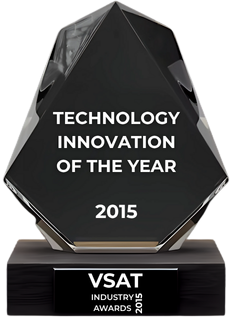 TECHNOLOGY
INNOVATION
OF THE YEAR
2015
VSAT
INDUSTRY
AWARDS
2015